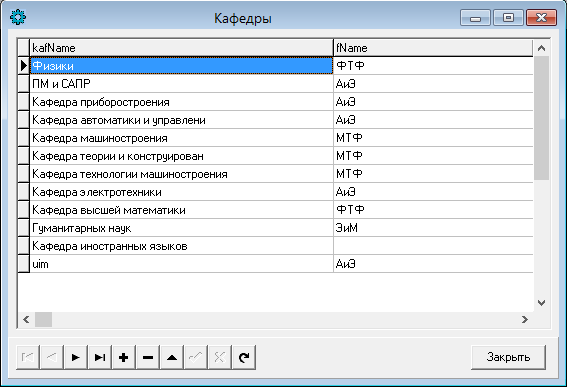 Кафедры
kafName fName
Физики ФТФ
ПМ и САПР АиЭ
Кафедра приборостроения АиЭ
Кафедра автоматики и управлени АиЭ
Кафедра машиностроения МТФ
Кафедра теории и конструирован МТФ
Кафедра технологии машиностроения МТФ
Кафедра электротехники АиЭ
Кафедра высшей математики ФТФ
Гуманитарных наук ЭиМ
Кафедра иностранных языков
uim АиЭ
Закрыть